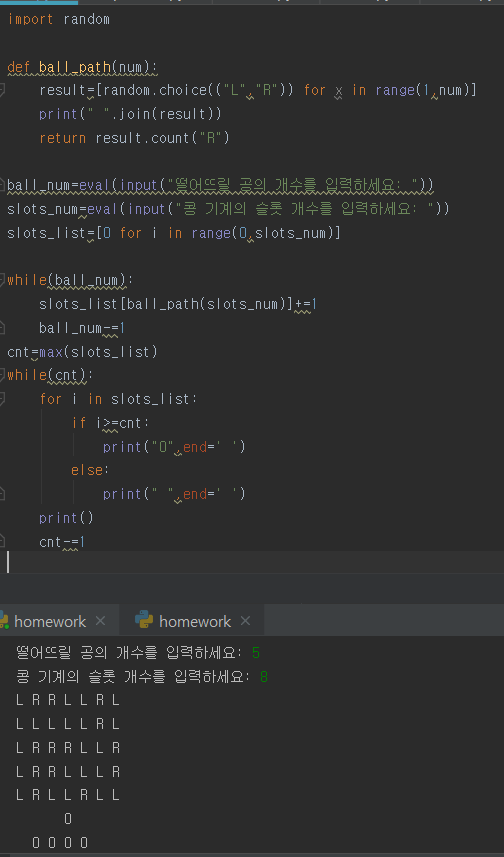 import random
def ball_path(num):
    result=[random.choice(("L","R")) for x in range(1,num)]
    print(" ".join(result))
    return result.count("R")
ball_num=eval(input("떨어뜨릴 공의 개수를 입력하세요: "))
slots_num=eval(input("콩 기계의 슬롯 개수를 입력하세요: "))
slots_list=[0 for i in range(0,slots_num)]
while(ball_num):
    slots_list[ball_path(slots_num)]+=1
    ball_num-=1
cnt=max(slots_list)
while(cnt):
    for i in slots_list:
        if i>=cnt:
            print("0",end=' ')
        else:
            print(" ",end=' ')
    print()
    cnt-=1
homework × homework ×
떨어뜨릴 공의 개수를 입력하세요: 5
콩 기계의 슬롯 개수를 입력하세요: 8
L R R L L R L
L L L L L R L
L R R R L L R
L R R L L L R
L R L L R L L
      0
  0 0 0 0